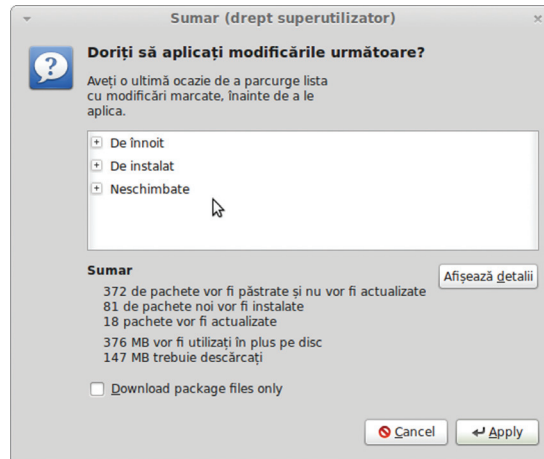 Sumar (drept superutilizator)
Doriți să aplicați modificările următoare?
Aveți o ultimă ocazie de a parcurge lista
cu modificări marcate, înainte de a le
aplica.
De înnoit
De instalat
Neschimbate
Sumar
Afișează detalii
372 de pachete vor fi păstrate și nu vor fi actualizate
81 de pachete noi vor fi instalate
18 pachete vor fi actualizate
376 MB vor fi utilizați în plus pe disc
147 MB trebuie descărcați
Download package files only
Cancel
Apply